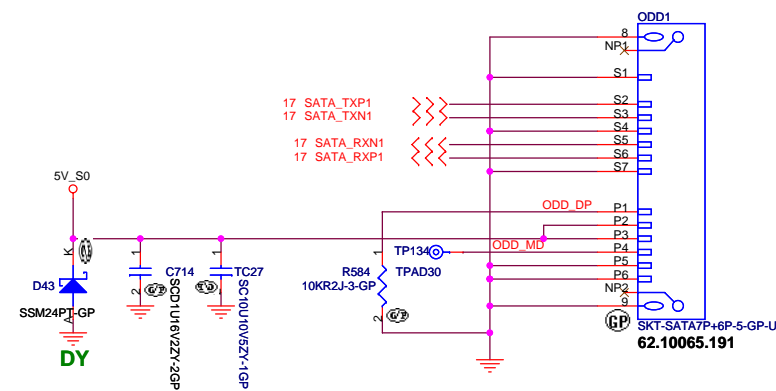 ODD1
8
NP1
S1
17 SATA_TXP1
S2
17 SATA_TXN1
S3
S4
17 SATA_RXN1
S5
17 SATA_RXP1
S6
S7
5V_S0
ODD_DP
P1
P2
P3
TP134
ODD_MD
P4
P5
P6
NP2
9
K
D43
SSM24PT-GP
A
DY
1
C714
2
SCD1U16V2ZY-2GP
1
TC27
2
SC10U10V5ZY-1GP
1
R584
10KR2J-3-GP
2
TPAD30
GP
SKT-SATA7P+6P-5-GP-U
62.10065.191